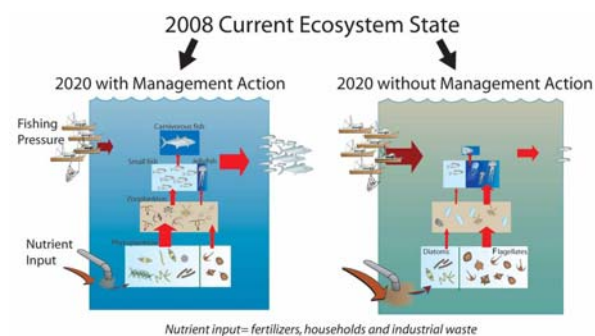 2008 Current Ecosystem State
2020 with Management Action
2020 without Management Action
Fishing
Pressure
Carnivorous fish
Small fish
Jellyfish
Zooplankton
Phytoplankton
Nutrient
Input
Diatoms
Flagellates
Nutrient input= fertilizers, households and industrial waste